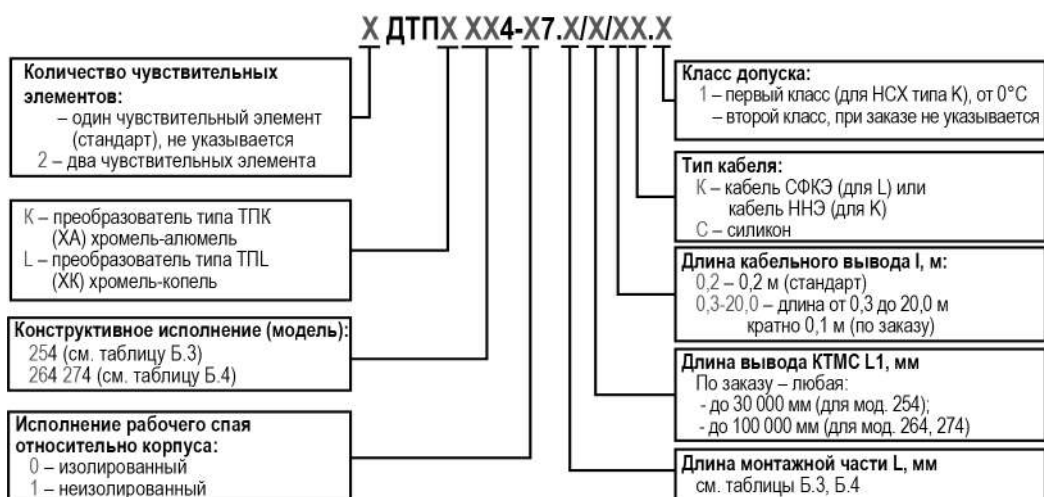 X ДТПX XX4-X7.X/X/XX.X
Количество чувствительных
элементов:
– один чувствительный элемент
(стандарт), не указывается
2 – два чувствительных элемента
K – преобразователь типа ТПК
(ХА) хромель-алюмель
L – преобразователь типа ТПL
(ХК) хромель-копель
Конструктивное исполнение (модель):
254 (см. таблицу Б.3)
264 274 (см. таблицу Б.4)
Исполнение рабочего спая
относительно корпуса:
0 – изолированный
1 – неизолированный
Класс допуска:
1 – первый класс (для НСХ типа K), от 0°С
– второй класс, при заказе не указывается
Тип кабеля:
К – кабель СФКЭ (для L) или
кабель ННЭ (для K)
С – силикон
Длина кабельного вывода l, м:
0,2 – 0,2 м (стандарт)
0,3-20,0 – длина от 0,3 до 20,0 м
кратно 0,1 м (по заказу)
Длина вывода КТМС L1, мм
По заказу – любая:
- до 30 000 мм (для мод. 254);
- до 100 000 мм (для мод. 264, 274)
Длина монтажной части L, мм
см. таблицы Б.3, Б.4